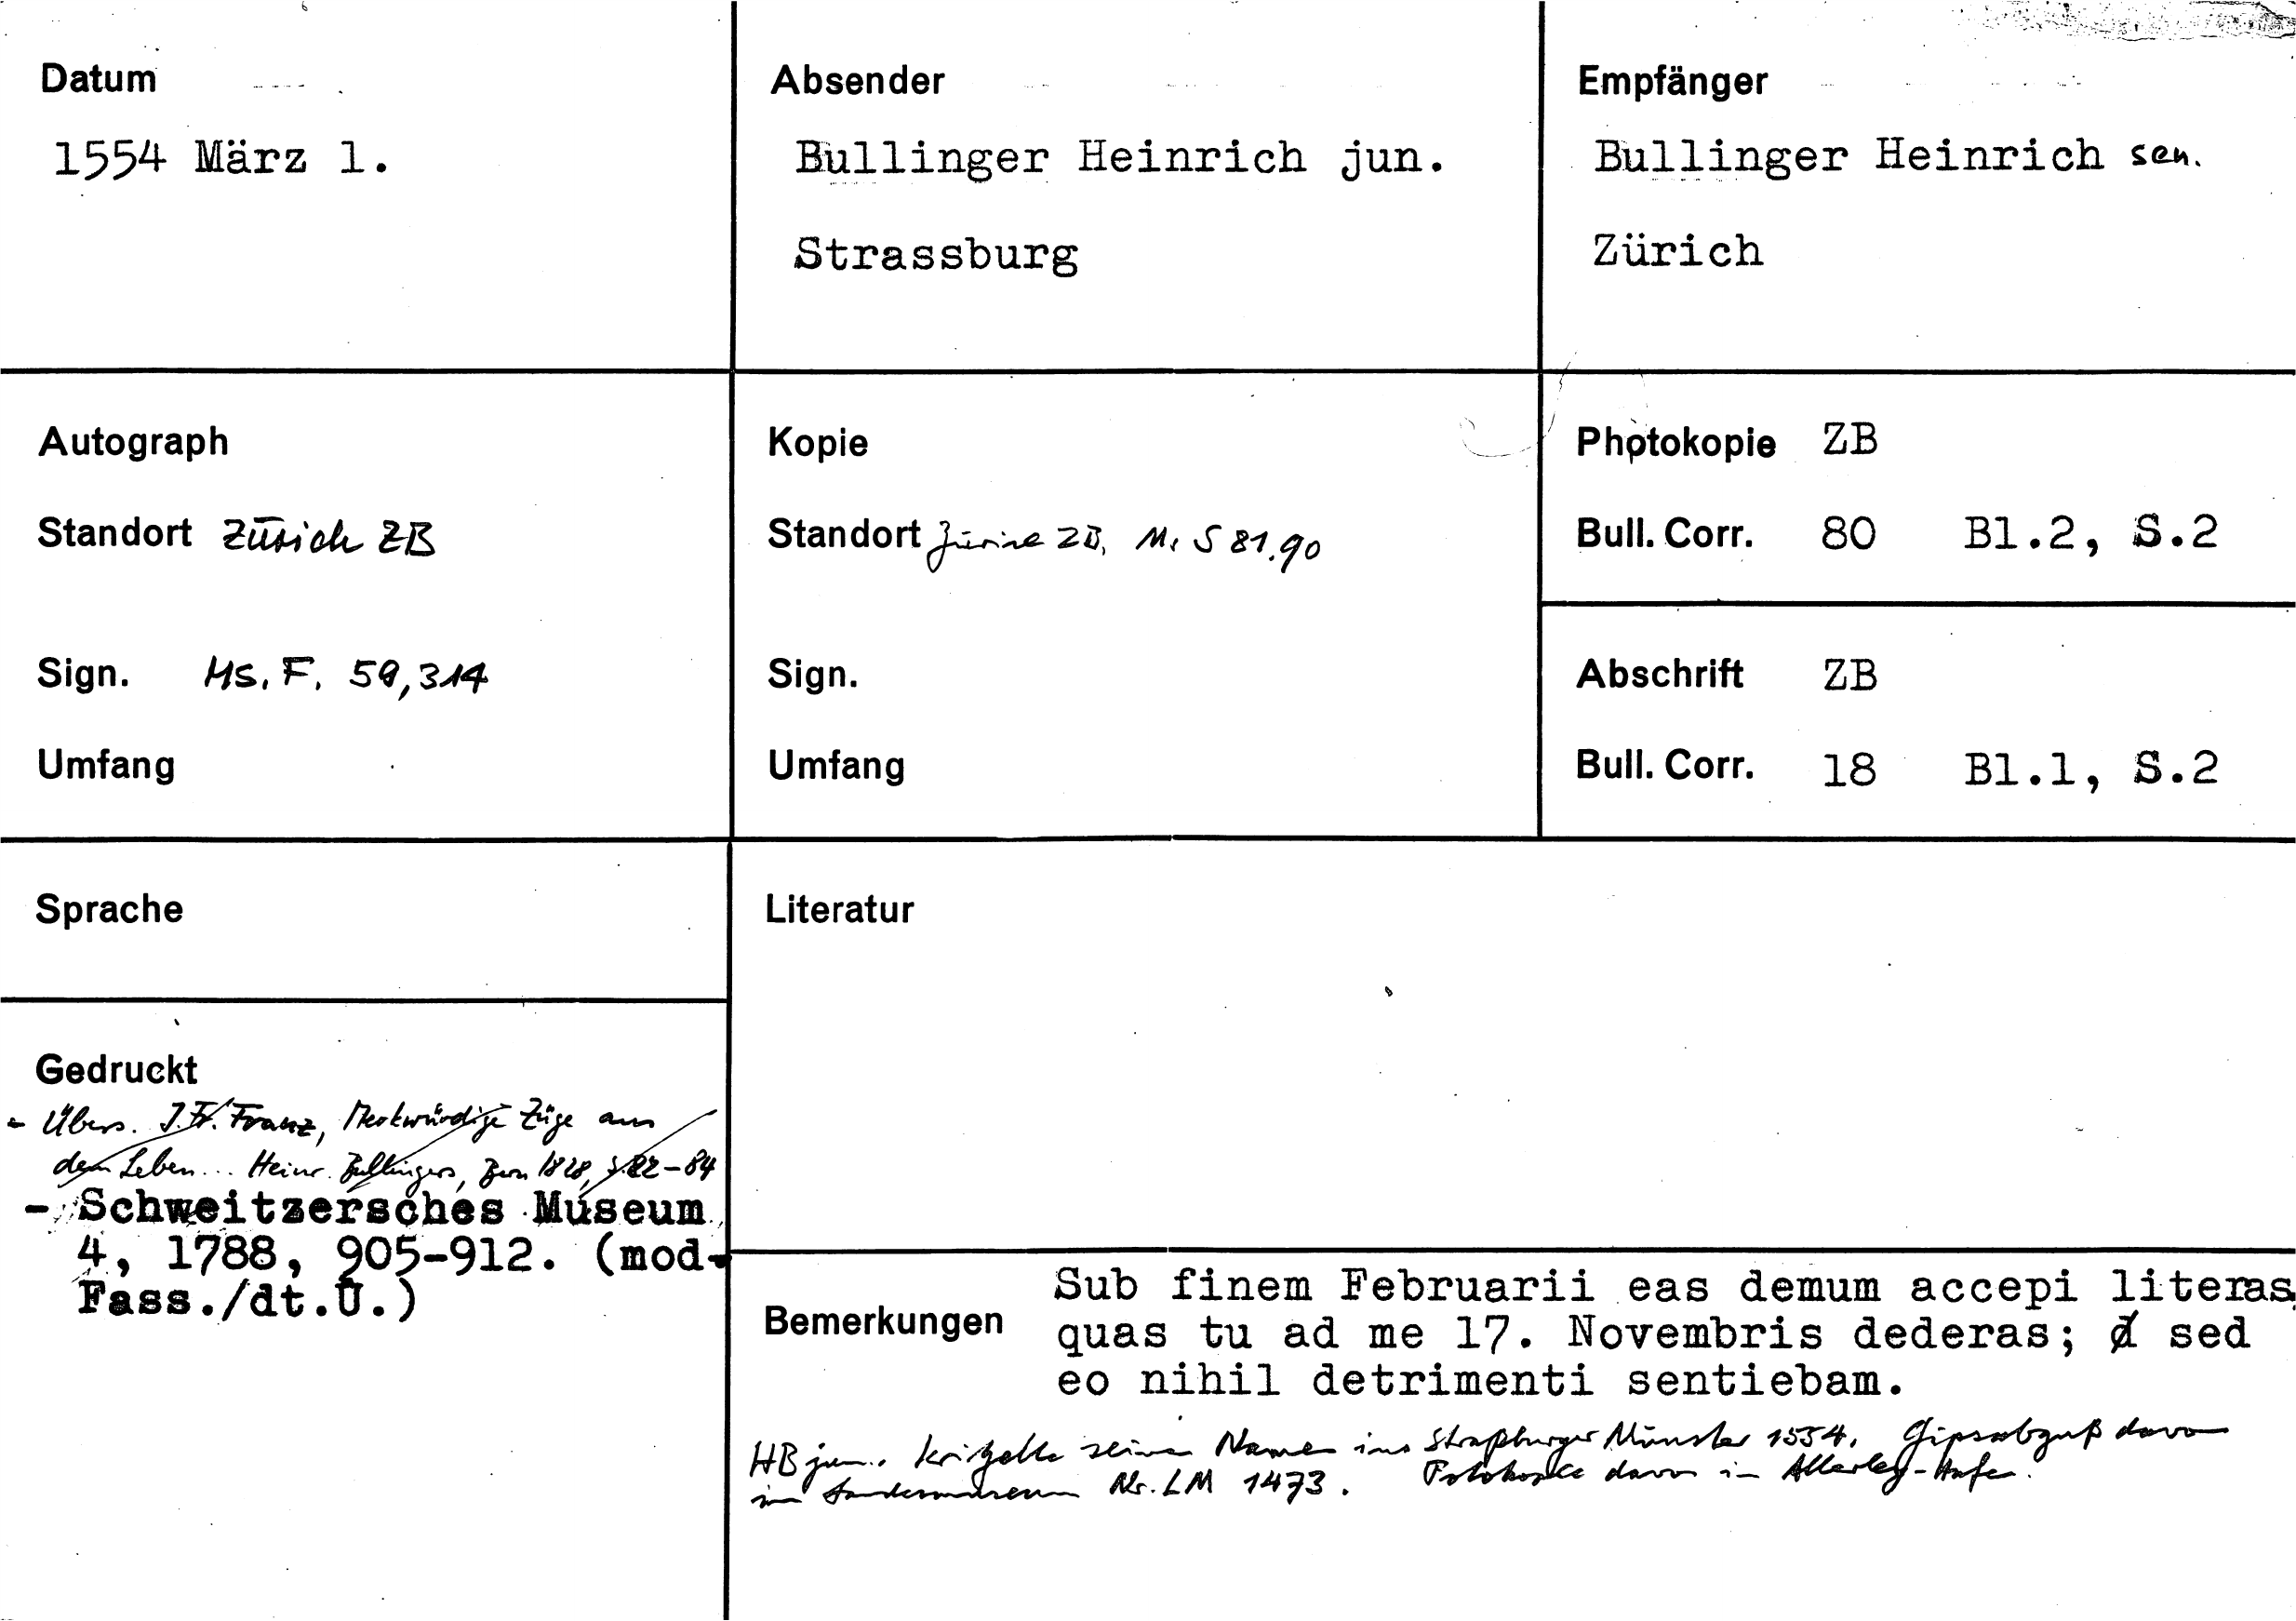 Datum
1554 März 1.
Absender
Bullinger Heinrich jun.
Strassburg
Empfänger
Bullinger Heinrich sen.
Zürich
Autograph
Standort Zürich ZB
Sign. Ms. F. 59,314
Umfang
Kopie
Standort Zürich ZB, Ms S 81.90
Sign.
Umfang
Photokopie ZB
Bull. Corr. 80 Bl.2, S.2
Abschrift ZB
Bull. Corr. 18 Bl.1, S.2
Sprache
Literatur
Gedruckt
- Übers. J. Fr. Franz, Merkwürdige Züge aus
dem Leben... Heinr. Bullingers, Bern 1828, S. 82-84
- Schweitzersches Museum
4, 1788, 905-912. (mod.
Fass./dt.Ü.)
Bemerkungen
Sub finem Februarii eas demum accepi literas,
quas tu ad me 17. Novembris dederas; sed
eo nihil detrimenti sentiebam.
HB jun. kritzelte seinen Namen ins Straßburger Münster 1554. Gipsabguß davon
im Landesmuseum Nr. LM 1473. Fotokopie davon in Allerley-